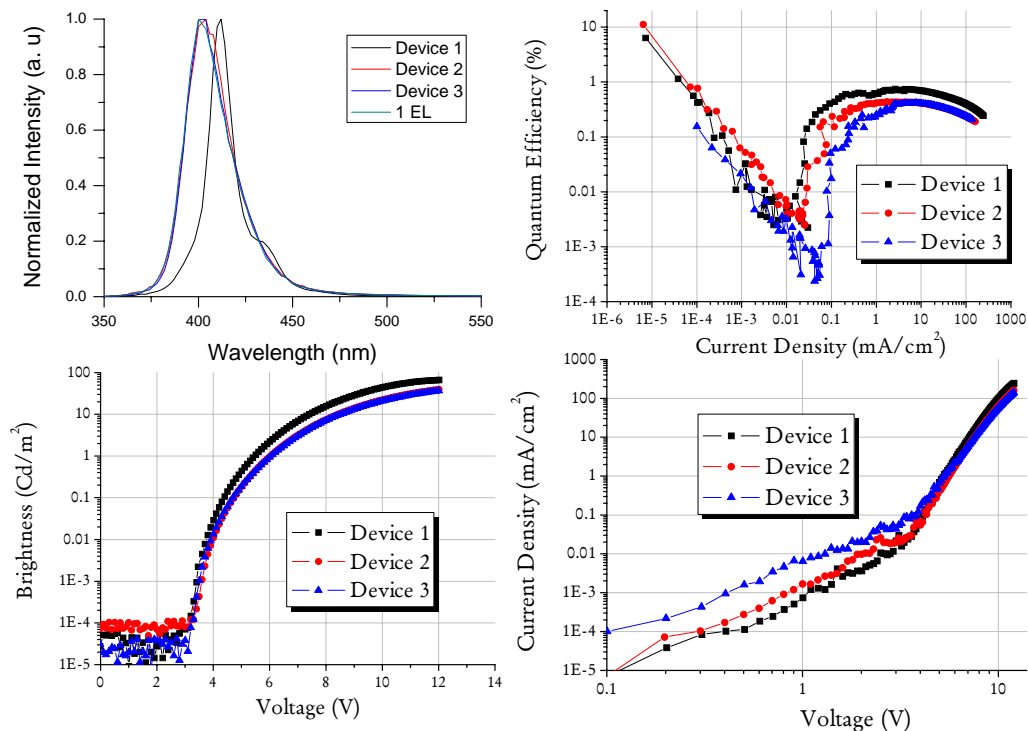 1.0
0.8
0.6
0.4
0.2
0.0
350
400
450
500
550
Normalized Intensity (a. u)
Wavelength (nm)
Device 1
Device 2
Device 3
1 EL
10
1
0.1
0.01
1E-3
1E-4
1E-6
1E-5
1E-4
1E-3
0.01
0.1
1
10
100
1000
Quantum Efficiency (%)
Current Density (mA/cm2)
Device 1
Device 2
Device 3
100
10
1
0.1
0.01
1E-3
1E-4
1E-5
0
2
4
6
8
10
12
14
Brightness (Cd/m2)
Voltage (V)
Device 1
Device 2
Device 3
1000
100
10
1
0.1
0.01
1E-3
1E-4
1E-5
0.1
1
10
Current Density (mA/cm2)
Voltage (V)
Device 1
Device 2
Device 3